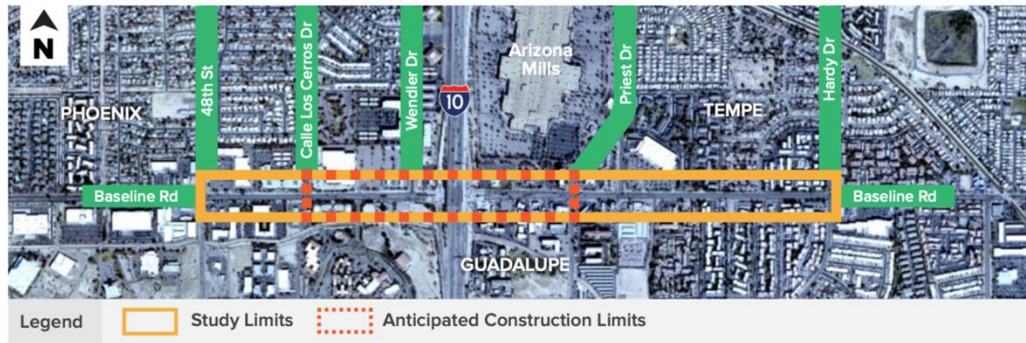 N
PHOENIX
48th St
Calle Los Cerros Dr
Wendler Dr
10
Arizona
Mills
Priest Dr
TEMPE
Hardy Dr
Baseline Rd
Baseline Rd
GUADALUPE
Legend
Study Limits
Anticipated Construction Limits